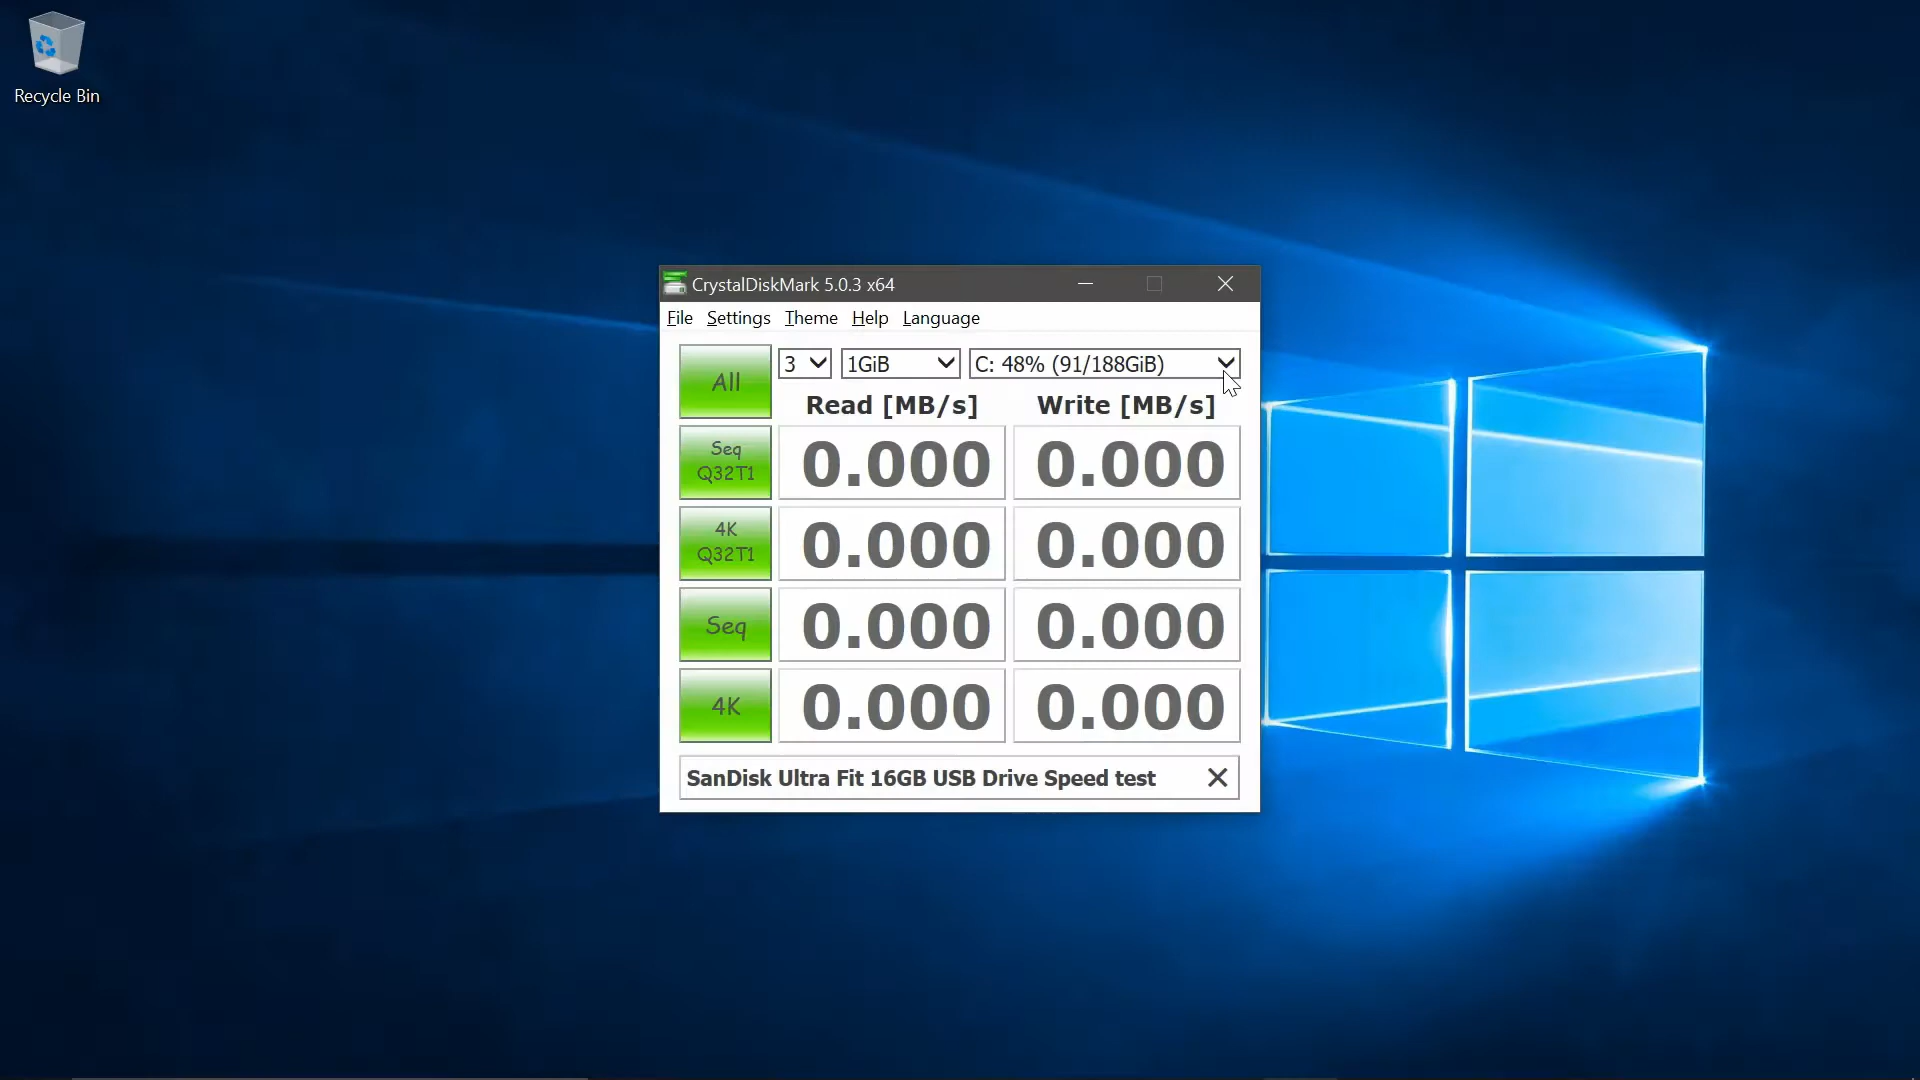 Recycle Bin
CrystalDiskMark 5.0.3 x64
File Settings Theme Help Language
All
3 1GiB C: 48% (91/188GiB)
Read [MB/s] Write [MB/s]
Seq
Q32T1
0.000 0.000
4K
Q32T1
0.000 0.000
Seq 0.000 0.000
4K 0.000 0.000
SanDisk Ultra Fit 16GB USB Drive Speed test